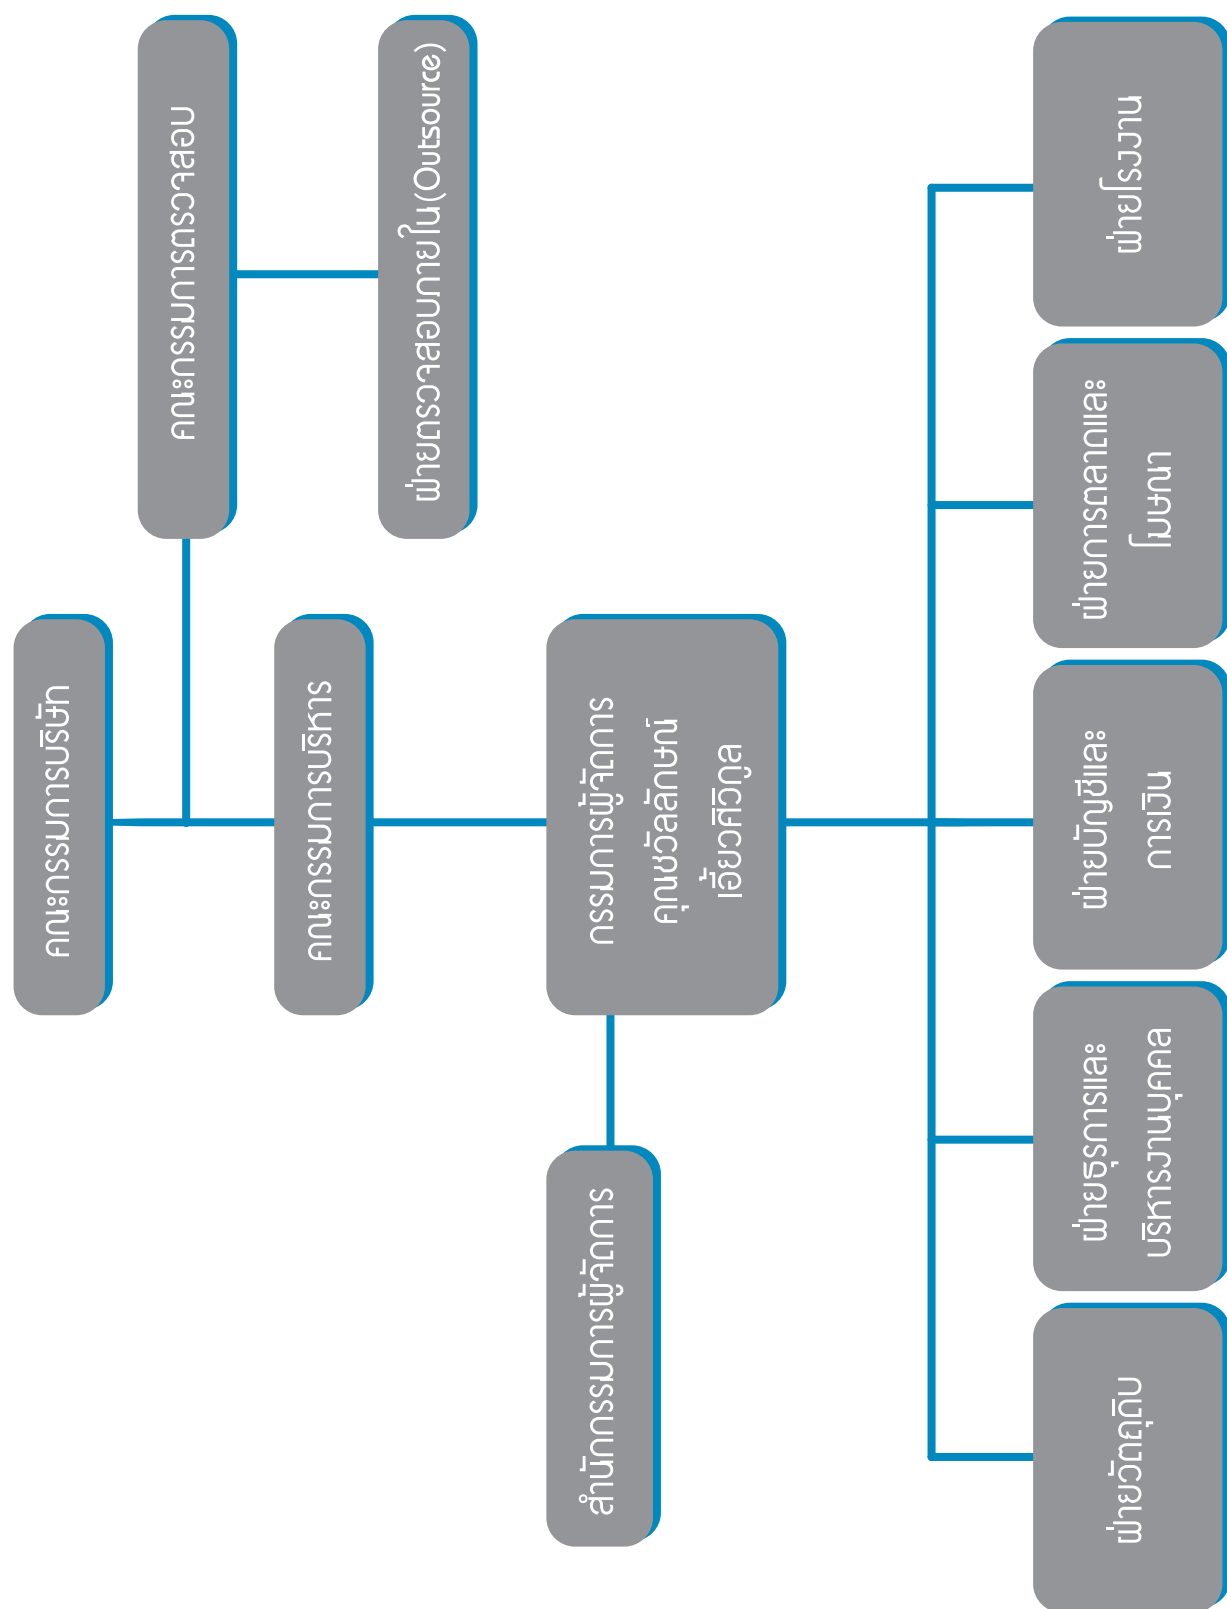 คณะกรรมการบริษัท
คณะกรรมการตรวจสอบ
ฝ่ายตรวจสอบภายใน(Outsource)
คณะกรรมการบริหาร
กรรมการผู้จัดการ
คุณชวัลลักษณ์
เอี้ยวศิวิกูล
สำนักกรรมการผู้จัดการ
ฝ่ายวัตถุดิบ
ฝ่ายธุรการและ
บริหารงานบุคคล
ฝ่ายบัญชีและ
การเงิน
ฝ่ายการตลาดและ
โฆษณา
ฝ่ายโรงงาน